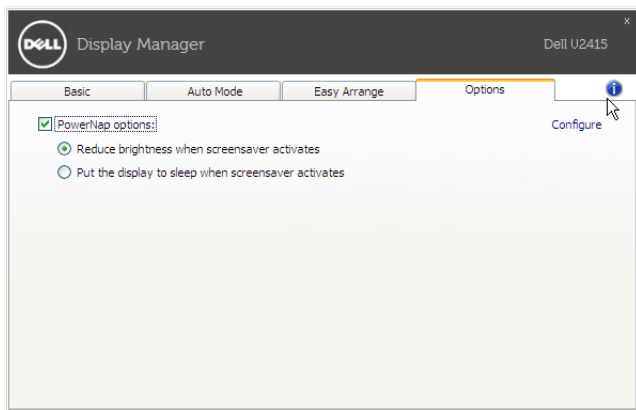 x
DELL Display Manager Dell U2415
Basic Auto Mode Easy Arrange Options i
PowerNap options: Configure
Reduce brightness when screensaver activates
Put the display to sleep when screensaver activates